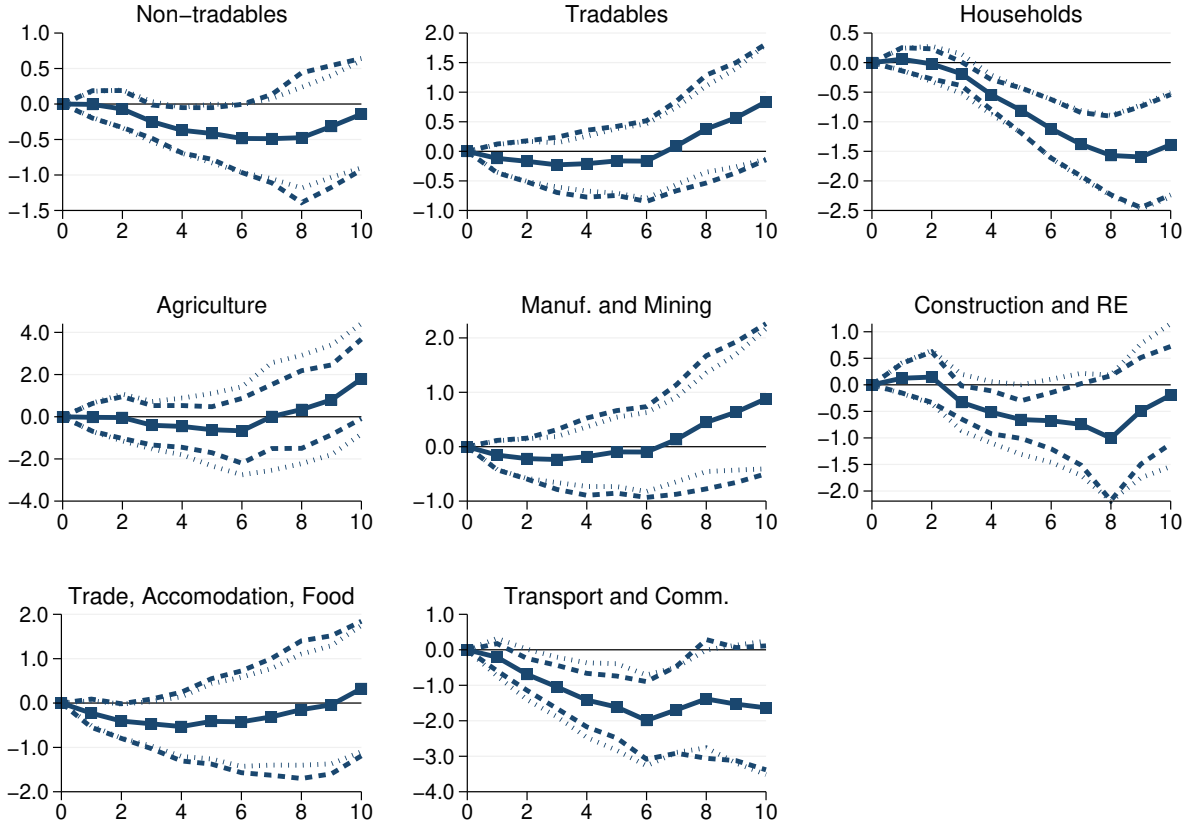 Non−tradables
1.0
0.5
0.0
−0.5
−1.0
−1.5
0 2 4 6 8 10
Tradables
2.0
1.5
1.0
0.5
0.0
−0.5
−1.0
0 2 4 6 8 10
Households
0.5
0.0
−0.5
−1.0
−1.5
−2.0
−2.5
0 2 4 6 8 10
Agriculture
4.0
2.0
0.0
−2.0
−4.0
0 2 4 6 8 10
Manuf. and Mining
2.0
1.0
0.0
−1.0
0 2 4 6 8 10
Construction and RE
1.0
0.5
0.0
−0.5
−1.0
−1.5
−2.0
0 2 4 6 8 10
Trade, Accomodation, Food
2.0
1.0
0.0
−1.0
−2.0
0 2 4 6 8 10
Transport and Comm.
1.0
0.0
−1.0
−2.0
−3.0
−4.0
0 2 4 6 8 10